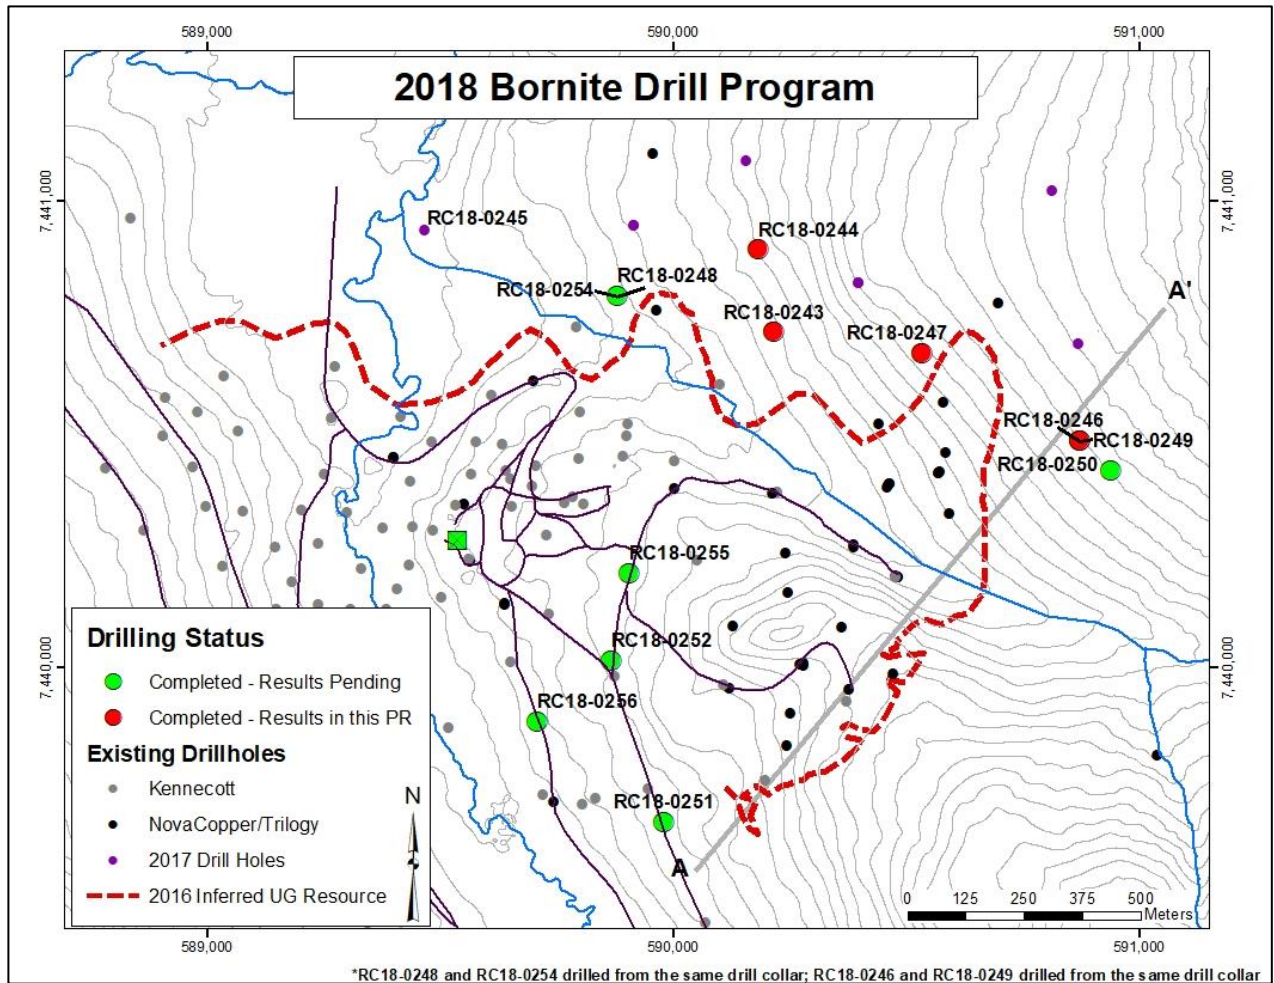 589,000
590,000
591,000
2018 Bornite Drill Program
7,441,000
7,441,000
RC18-0245
RC18-0244
RC18-0248
RC18-0254
A'
RC18-0243
RC18-0247
RC18-0246
RC18-0249
RC18-0250
RC18-0255
RC18-0252
7,440,000
7,440,000
RC18-0256
RC18-0251
A
Drilling Status
Completed - Results Pending
Completed - Results in this PR
Existing Drillholes
Kennecott
NovaCopper/Trilogy
2017 Drill Holes
2016 Inferred UG Resource
N
0 125 250 375 500
Meters
589,000
590,000
591,000
*RC18-0248 and RC18-0254 drilled from the same drill collar; RC18-0246 and RC18-0249 drilled from the same drill collar